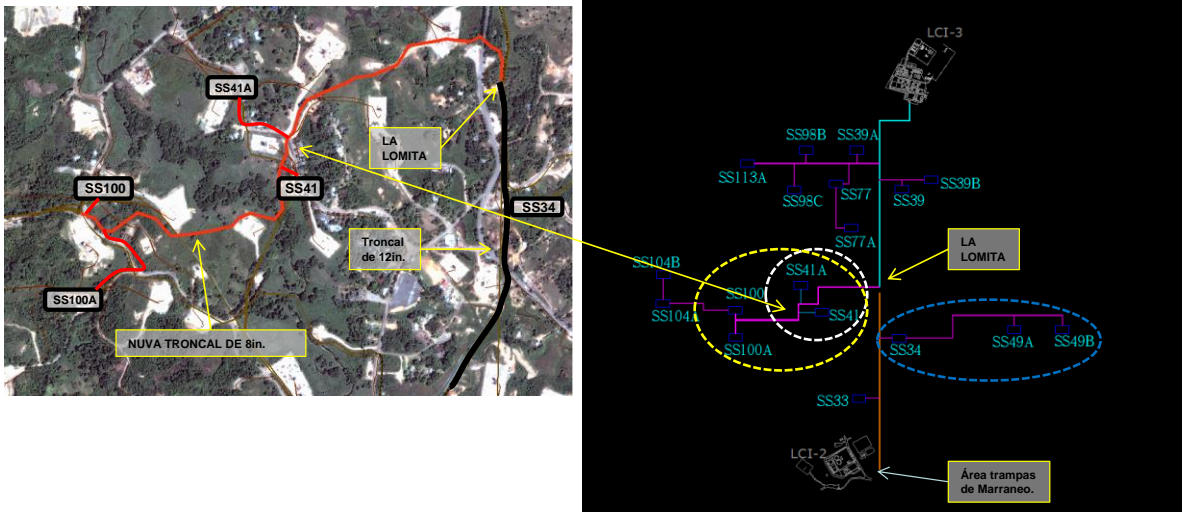 SS41A
LA
LOMITA
SS100
SS41
SS34
Troncal
de 12in.
SS100A
NUVA TRONCAL DE 8in.
LCI-3
SS98B
SS39A
SS113A
SS98C
SS77
SS39
SS39B
SS77A
LA
LOMITA
SS104B
SS41A
SS100
SS104A
SS41
SS100A
SS34
SS49A
SS49B
SS33
LCI-2
Área trampas
de Marraneo.